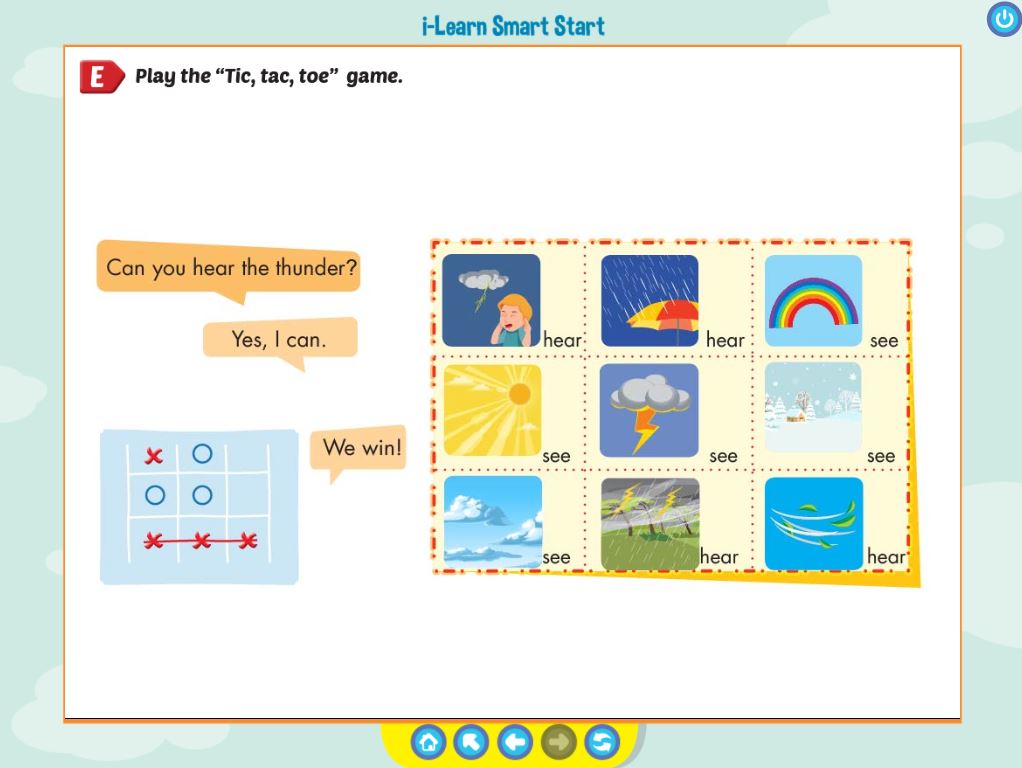 i-Learn Smart Start
E Play the “Tic, tac, toe” game.
Can you hear the thunder?
Yes, I can.
We win!
hear hear see
see see see
see hear hear